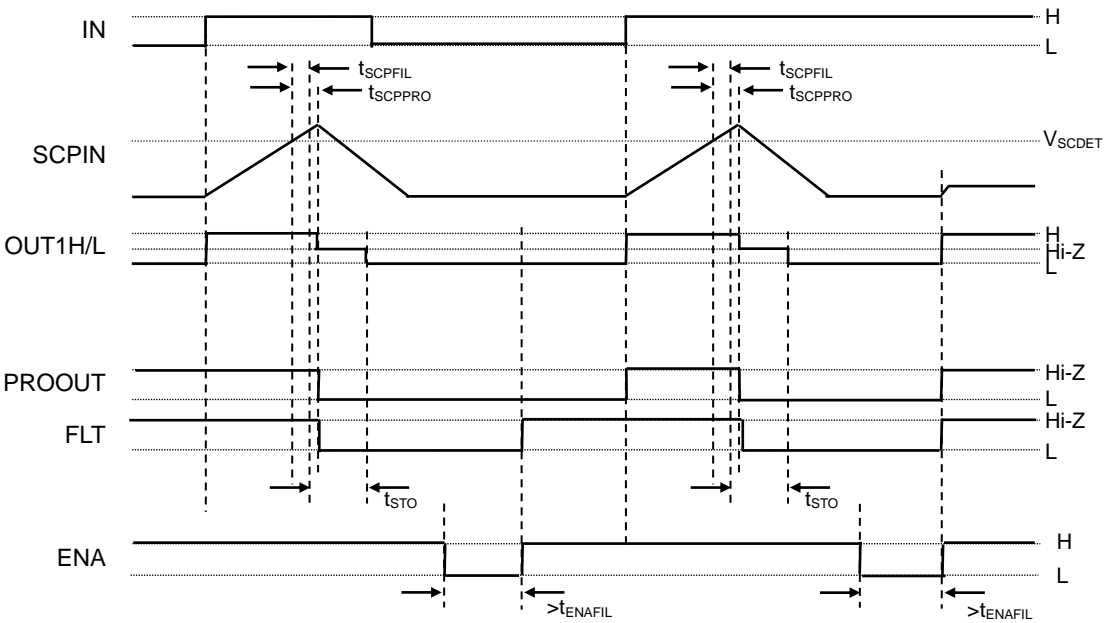 IN
H
L
tSCPFIL
tSCPPRO
tSCPFIL
tSCPPRO
SCPIN
VSCDET
OUT1H/L
H
Hi-Z
L
PROOUT
Hi-Z
L
FLT
Hi-Z
L
tSTO
tSTO
ENA
H
L
>tENAFIL
>tENAFIL